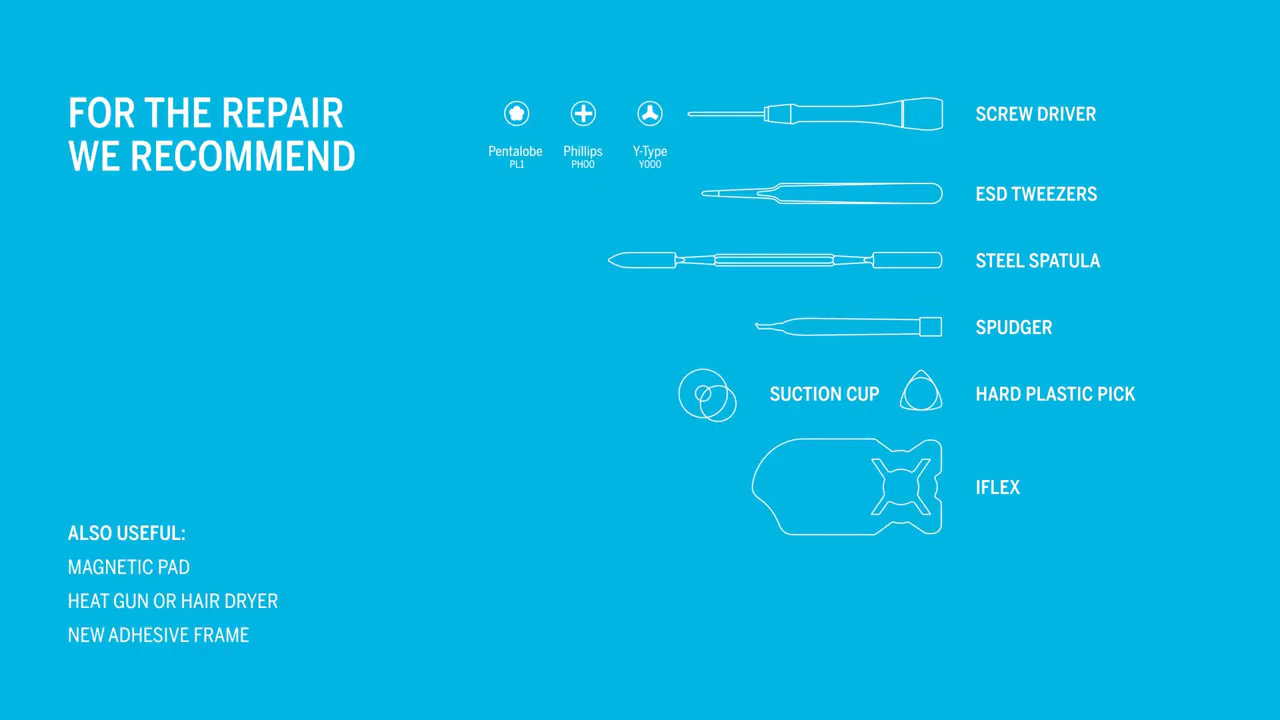 FOR THE REPAIR
WE RECOMMEND
Pentalobe
PL1
Phillips
PH00
Y-Type
Y000
SCREW DRIVER
ESD TWEEZERS
STEEL SPATULA
SPUDGER
SUCTION CUP
HARD PLASTIC PICK
IFLEX
ALSO USEFUL:
MAGNETIC PAD
HEAT GUN OR HAIR DRYER
NEW ADHESIVE FRAME